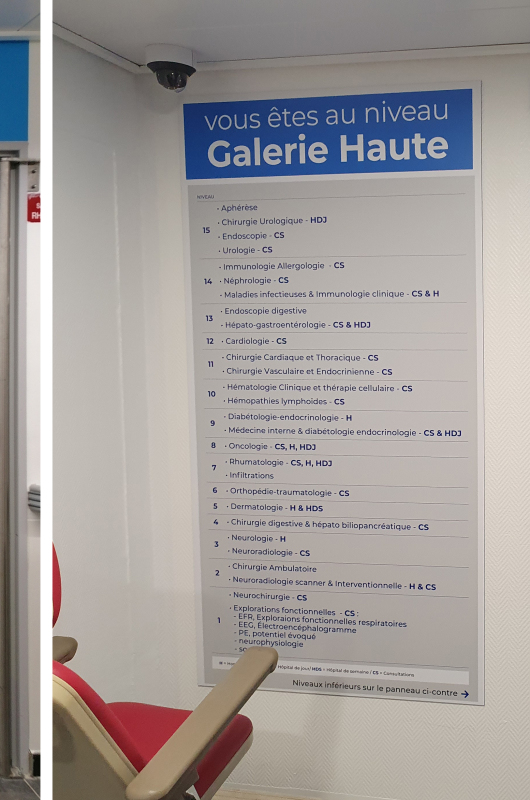 vous êtes au niveau
Galerie Haute
NIVEAU
15
• Aphérèse
• Chirurgie Urologique - HDJ
• Endoscopie - CS
• Urologie - CS
14
• Immunologie Allergologie - CS
• Néphrologie - CS
• Maladies infectieuses & Immunologie clinique - CS & H
13
• Endoscopie digestive
• Hépato-gastroentérologie - CS & HDJ
12 • Cardiologie - CS
11
• Chirurgie Cardiaque et Thoracique - CS
• Chirurgie Vasculaire et Endocrinienne - CS
10
• Hématologie Clinique et thérapie cellulaire - CS
• Hémopathies lymphoïdes - CS
9
• Diabétologie-endocrinologie - H
• Médecine interne & diabétologie endocrinologie - CS & HDJ
8 • Oncologie - CS, H, HDJ
7
• Rhumatologie - CS, H, HDJ
• Infiltrations
6 • Orthopédie-traumatologie - CS
5 • Dermatologie - H & HDS
4 • Chirurgie digestive & hépato biliopancréatique - CS
3
• Neurologie - H
• Neuroradiologie - CS
2
• Chirurgie Ambulatoire
• Neuroradiologie scanner & Interventionnelle - H & CS
1
• Neurochirurgie - CS
• Explorations fonctionnelles - CS :
- EFR, Exploraions fonctionnelles respiratoires
- EEG, Électroencéphalogramme
- PE, potentiel évoqué
- neurophysiologie
Hôpital de jour/ HDS = Hôpital de semaine / CS = Consultations
Niveaux inférieurs sur le panneau ci-contre →